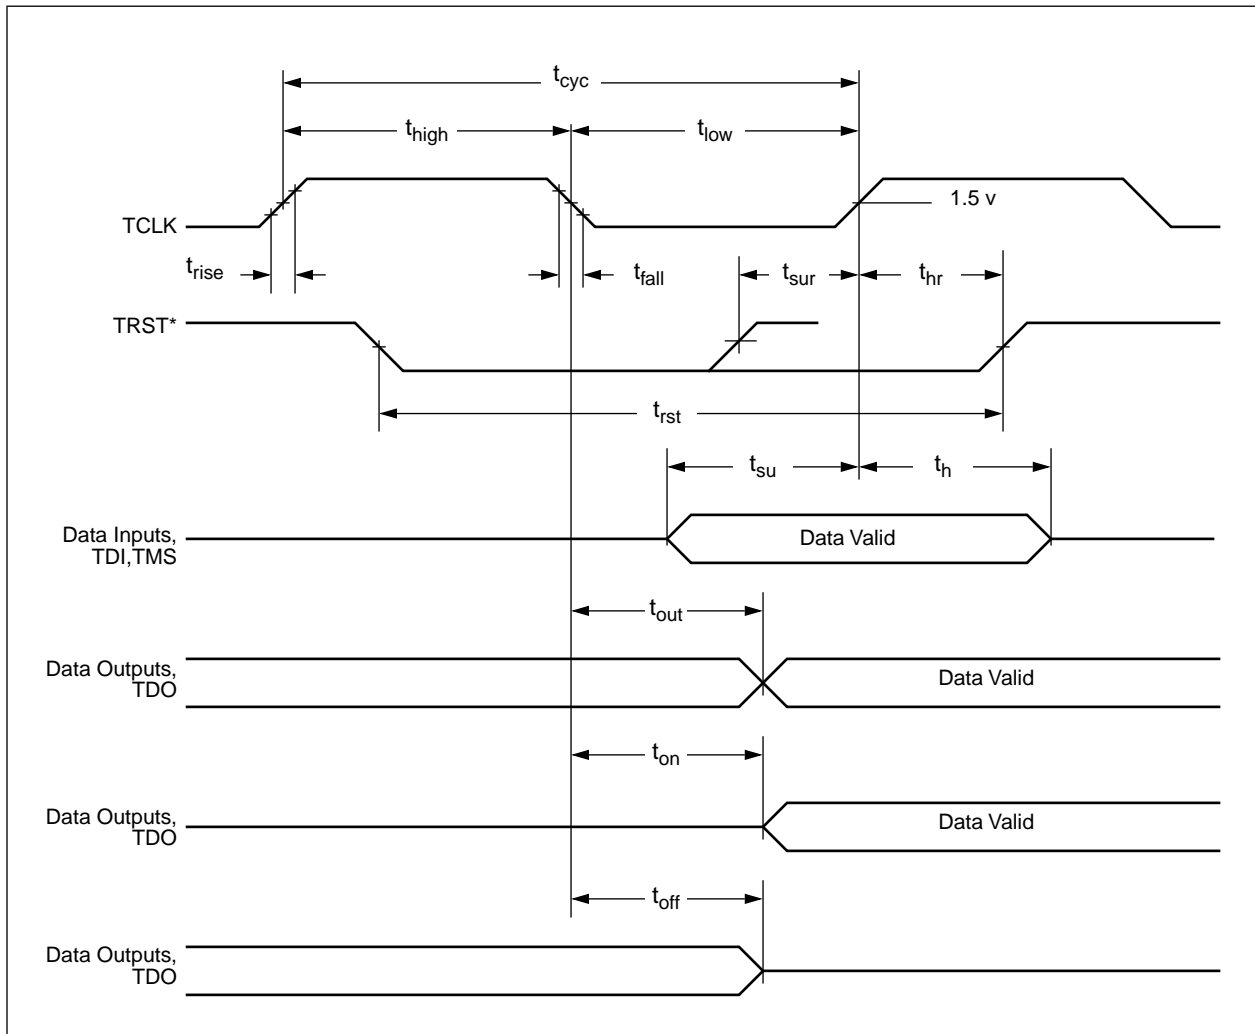 tcyc
thigh
tlow
TCLK
1.5 v
trise
tfall
tsur
thr
TRST*
trst
tsu
th
Data Inputs,
TDI,TMS
Data Valid
tout
Data Outputs,
TDO
Data Valid
ton
Data Outputs,
TDO
Data Valid
toff
Data Outputs,
TDO